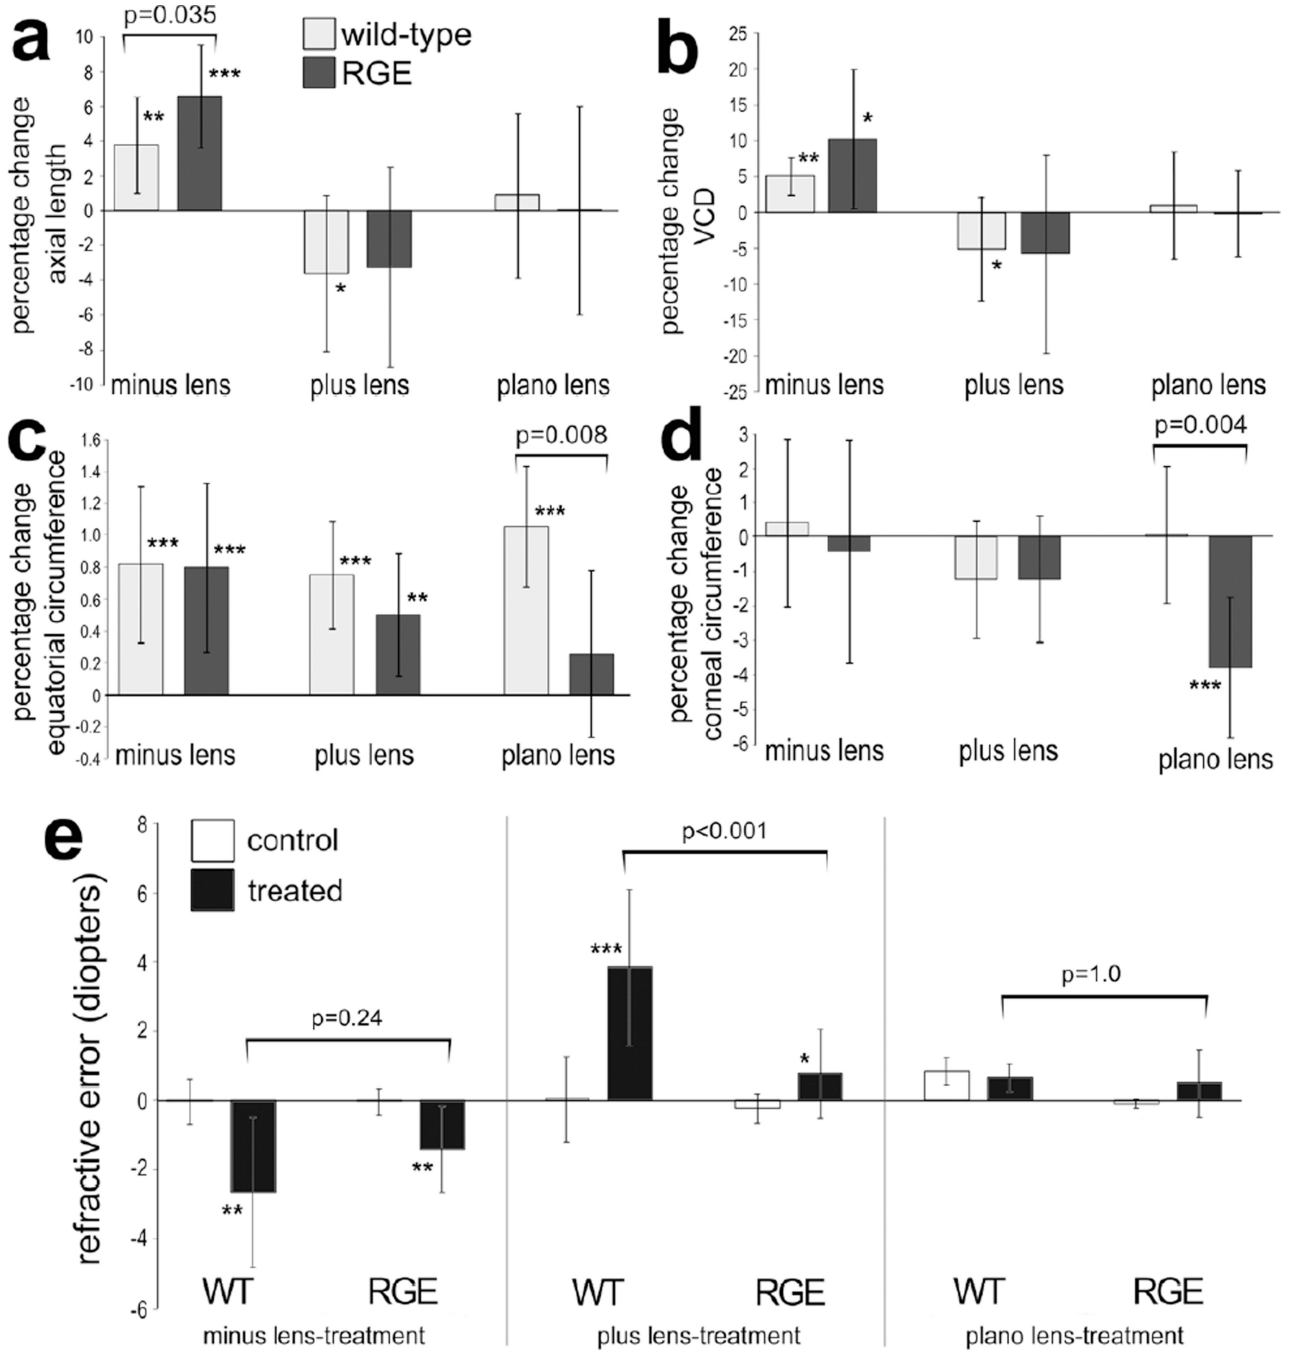 a
p=0.035
wild-type
RGE
percentage change
axial length
10
8
6
4
2
0
-2
-4
-6
-8
-10
**
***
*
minus lens
plus lens
plano lens
b
pecentage change
VCD
25
20
15
10
5
0
-5
-10
-15
-20
-25
**
*
*
minus lens
plus lens
plano lens
c
percentage change
equatorial circumference
1.6
1.4
1.2
1.0
0.8
0.6
0.4
0.2
0
-0.2
-0.4
***
***
***
**
p=0.008
***
minus lens
plus lens
plano lens
d
percentage change
corneal circumference
3
2
1
0
-1
-2
-3
-4
-5
-6
p=0.004
***
minus lens
plus lens
plano lens
e
control
treated
refractive error (diopters)
8
6
4
2
0
-2
-4
-6
p=0.24
**
**
p<0.001
***
*
p=1.0
WT
RGE
WT
RGE
WT
RGE
minus lens-treatment
plus lens-treatment
plano lens-treatment